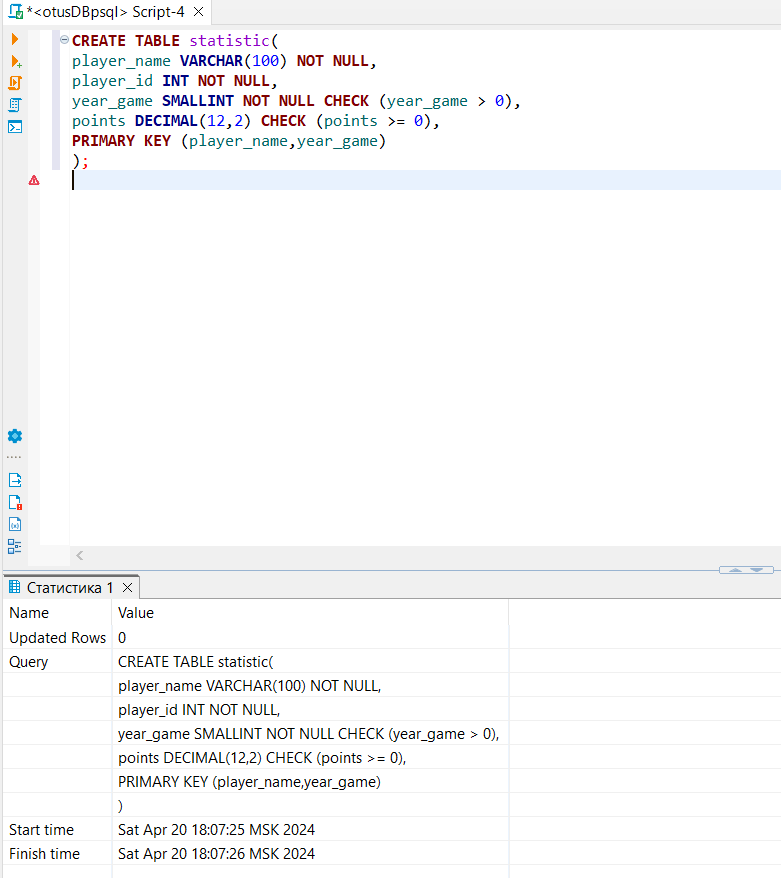 *<otusDBpsql> Script-4
CREATE TABLE statistic(
player_name VARCHAR(100) NOT NULL,
player_id INT NOT NULL,
year_game SMALLINT NOT NULL CHECK (year_game > 0),
points DECIMAL(12,2) CHECK (points >= 0),
PRIMARY KEY (player_name,year_game)
);
Статистика 1
Name Value
Updated Rows 0
Query CREATE TABLE statistic(
player_name VARCHAR(100) NOT NULL,
player_id INT NOT NULL,
year_game SMALLINT NOT NULL CHECK (year_game > 0),
points DECIMAL(12,2) CHECK (points >= 0),
PRIMARY KEY (player_name,year_game)
)
Start time Sat Apr 20 18:07:25 MSK 2024
Finish time Sat Apr 20 18:07:26 MSK 2024